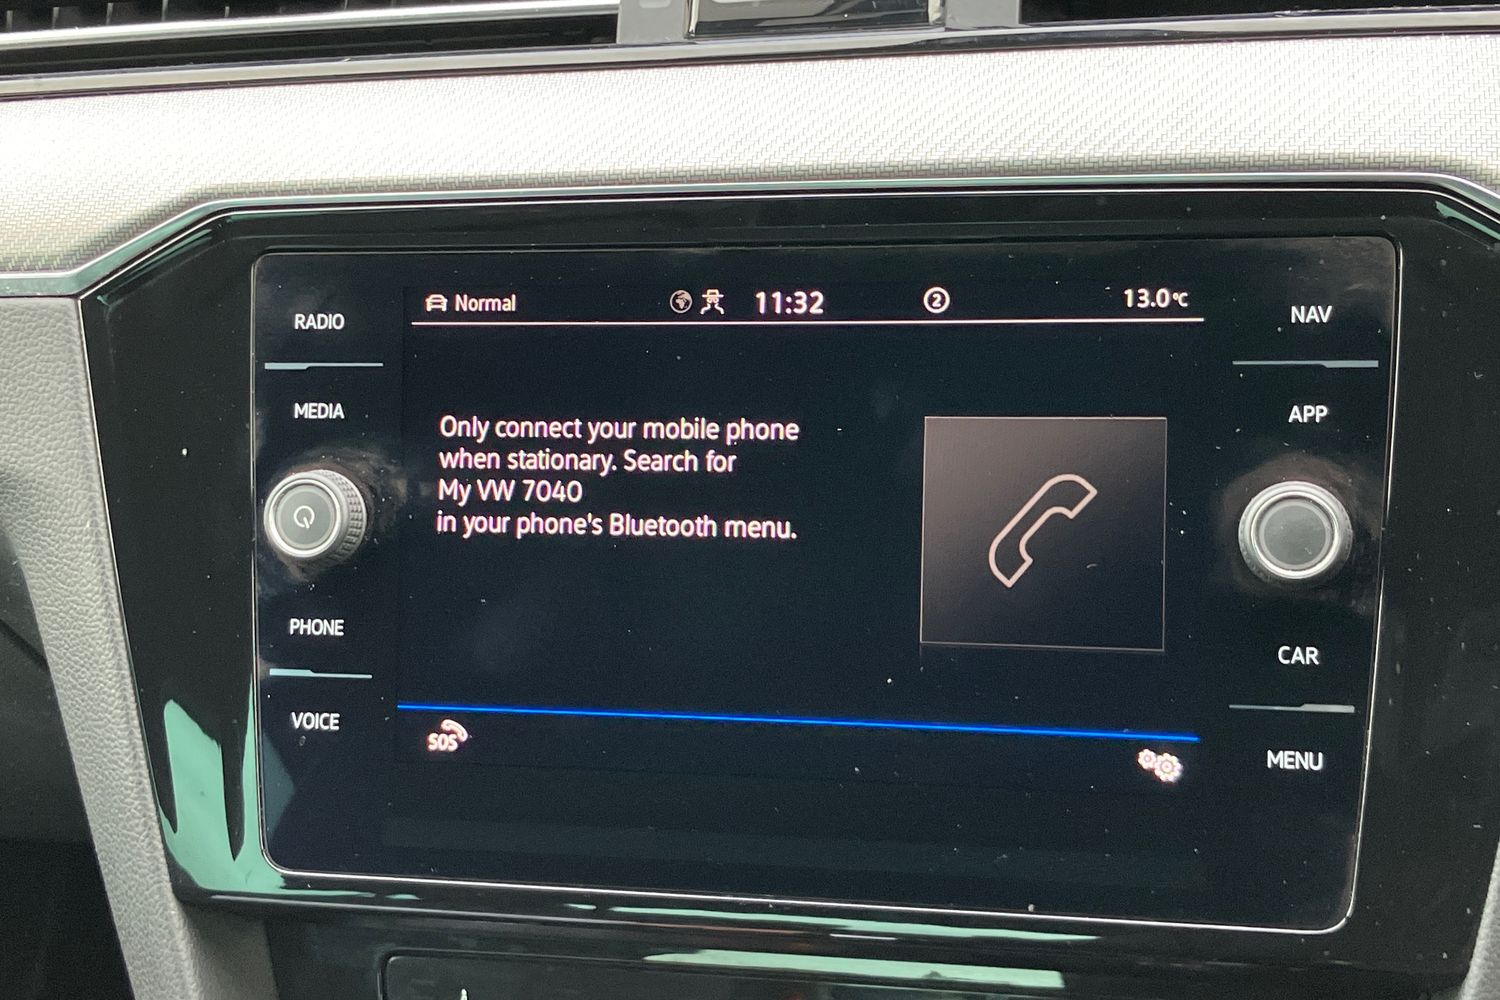 Normal 11:32 2 13.0°C
RADIO
NAV
MEDIA
APP
Only connect your mobile phone
when stationary. Search for
My VW 7040
in your phone's Bluetooth menu.
PHONE
CAR
VOICE
SOS
MENU